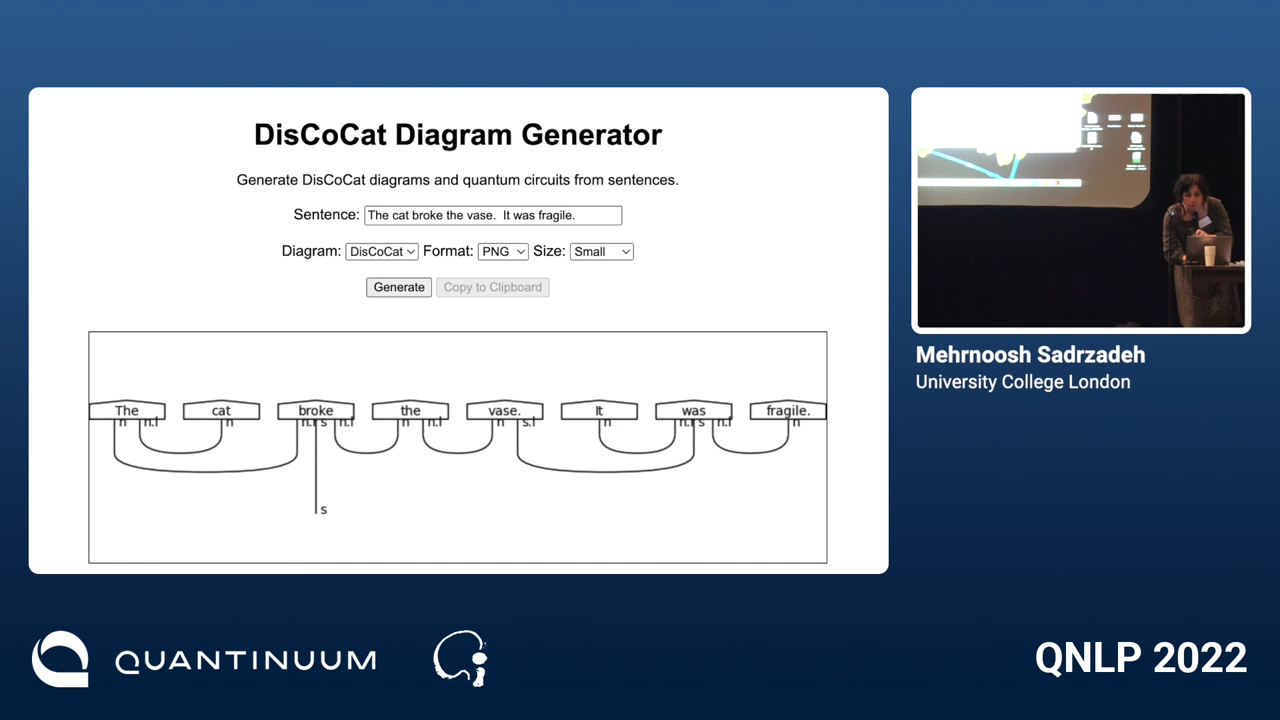 DisCoCat Diagram Generator
Generate DisCoCat diagrams and quantum circuits from sentences.
Sentence: The cat broke the vase.  It was fragile.
Diagram: DisCoCat Format: PNG Size: Small
Generate Copy to Clipboard
The cat broke the vase. It was fragile.
n n.l n n.r s n.l n n.l n s.l n n.r s n.l n
s
Mehrnoosh Sadrzadeh
University College London
QUANTINUUM
QNLP 2022